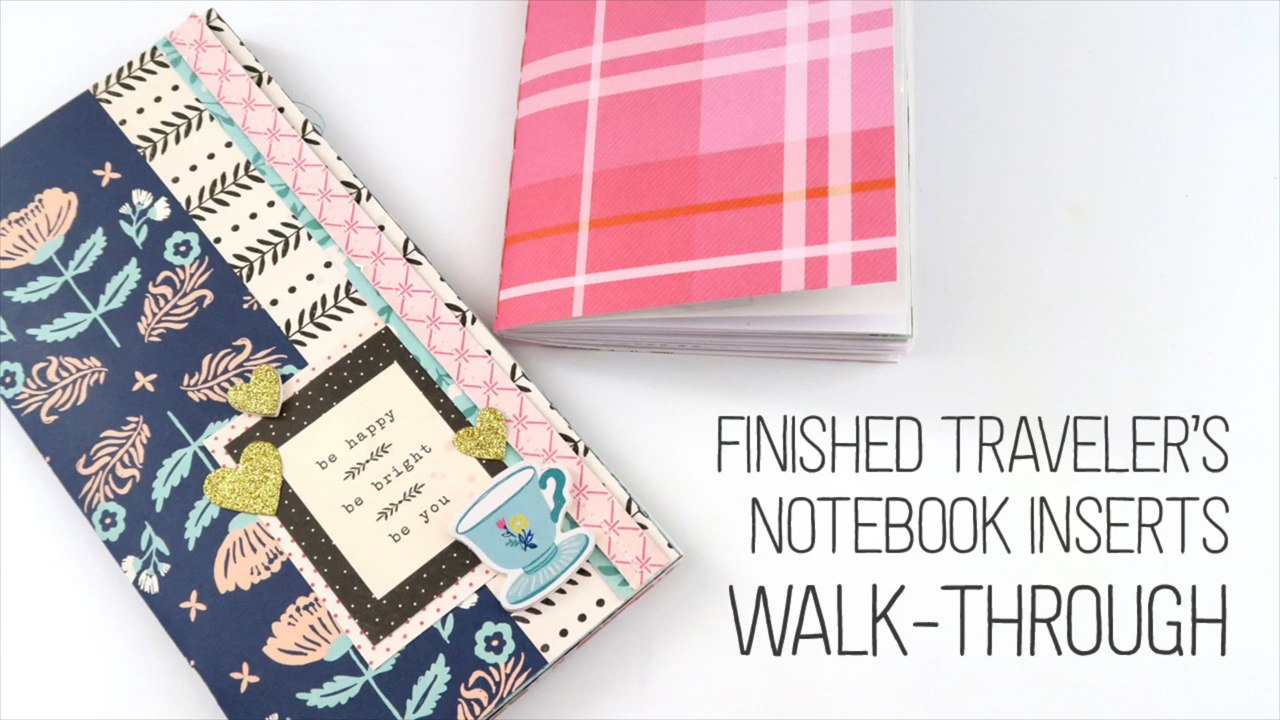 be happy
be bright
be you
FINISHED TRAVELER'S
NOTEBOOK INSERTS
WALK-THROUGH